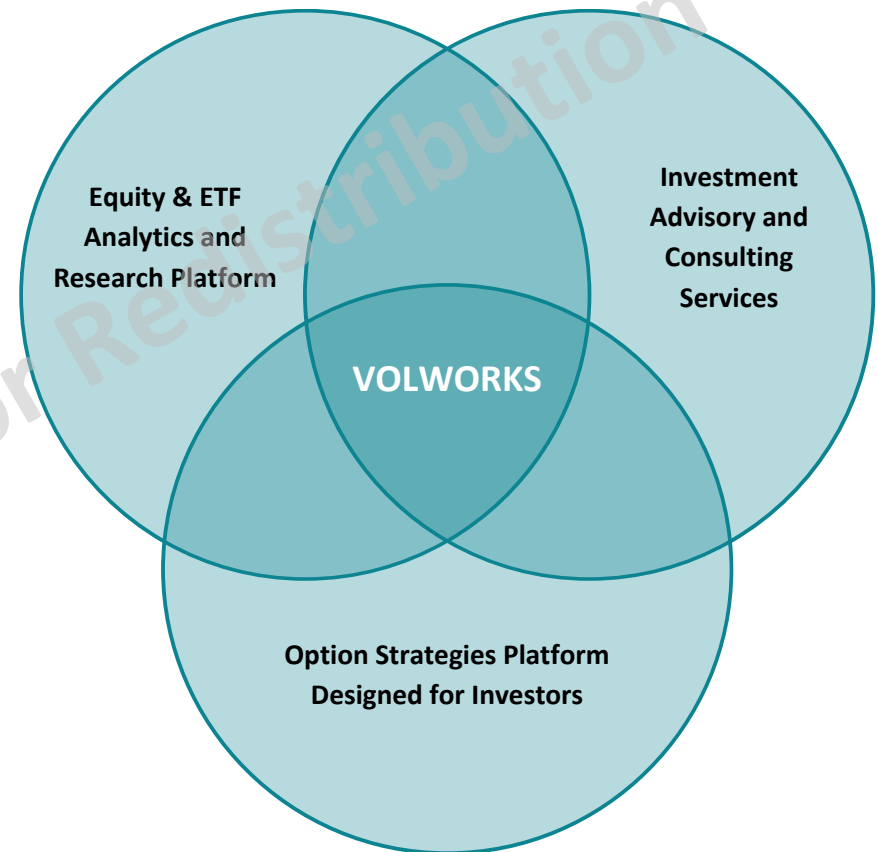 Equity & ETF
Analytics and
Research Platform
Investment
Advisory and
Consulting
Services
VOLWORKS
Option Strategies Platform
Designed for Investors
or Redistribution